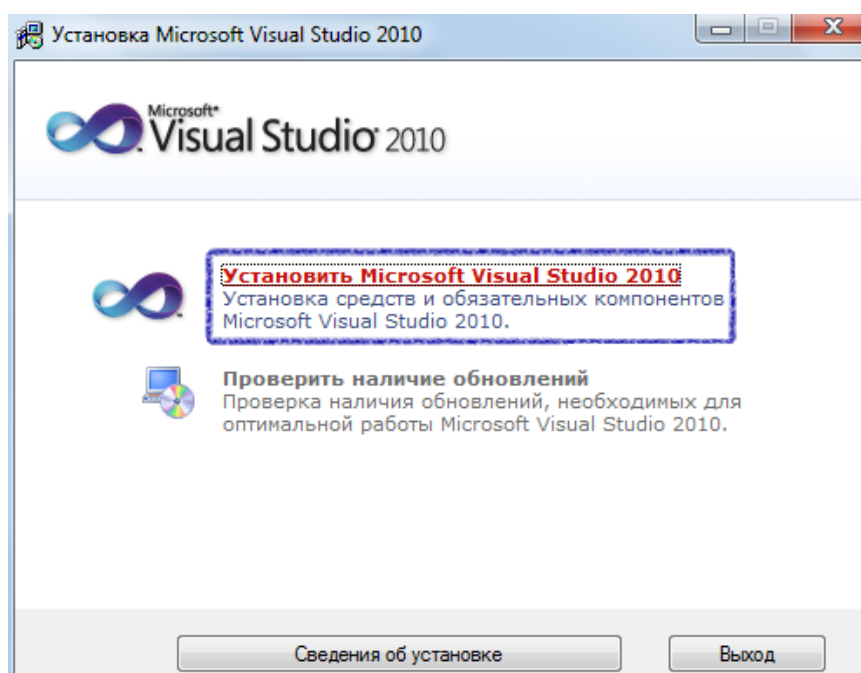 Установка Microsoft Visual Studio 2010
Microsoft®
Visual Studio® 2010
Установить Microsoft Visual Studio 2010
Установка средств и обязательных компонентов
Microsoft Visual Studio 2010.
Проверить наличие обновлений
Проверка наличия обновлений, необходимых для
оптимальной работы Microsoft Visual Studio 2010.
Сведения об установке
Выход